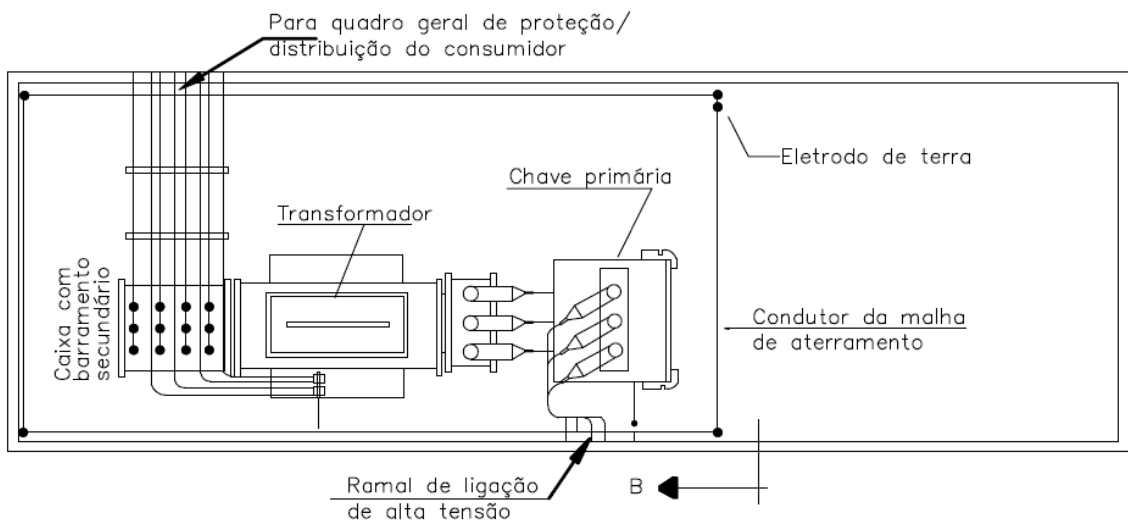 Para quadro geral de proteção/
distribuição do consumidor
Eletrodo de terra
Chave primária
Transformador
Caixa com
barramento
secundário
Condutor da malha
de aterramento
Ramal de ligação
de alta tensão
B